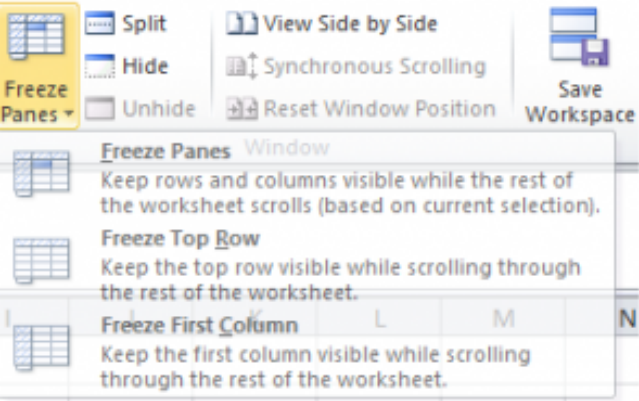 Freeze Panes
Split
Hide
Unhide
View Side by Side
Synchronous Scrolling
Reset Window Position
Save Workspace
Window
Freeze Panes
Keep rows and columns visible while the rest of
the worksheet scrolls (based on current selection).
Freeze Top Row
Keep the top row visible while scrolling through
the rest of the worksheet.
I J K L M N
Freeze First Column
Keep the first column visible while scrolling
through the rest of the worksheet.